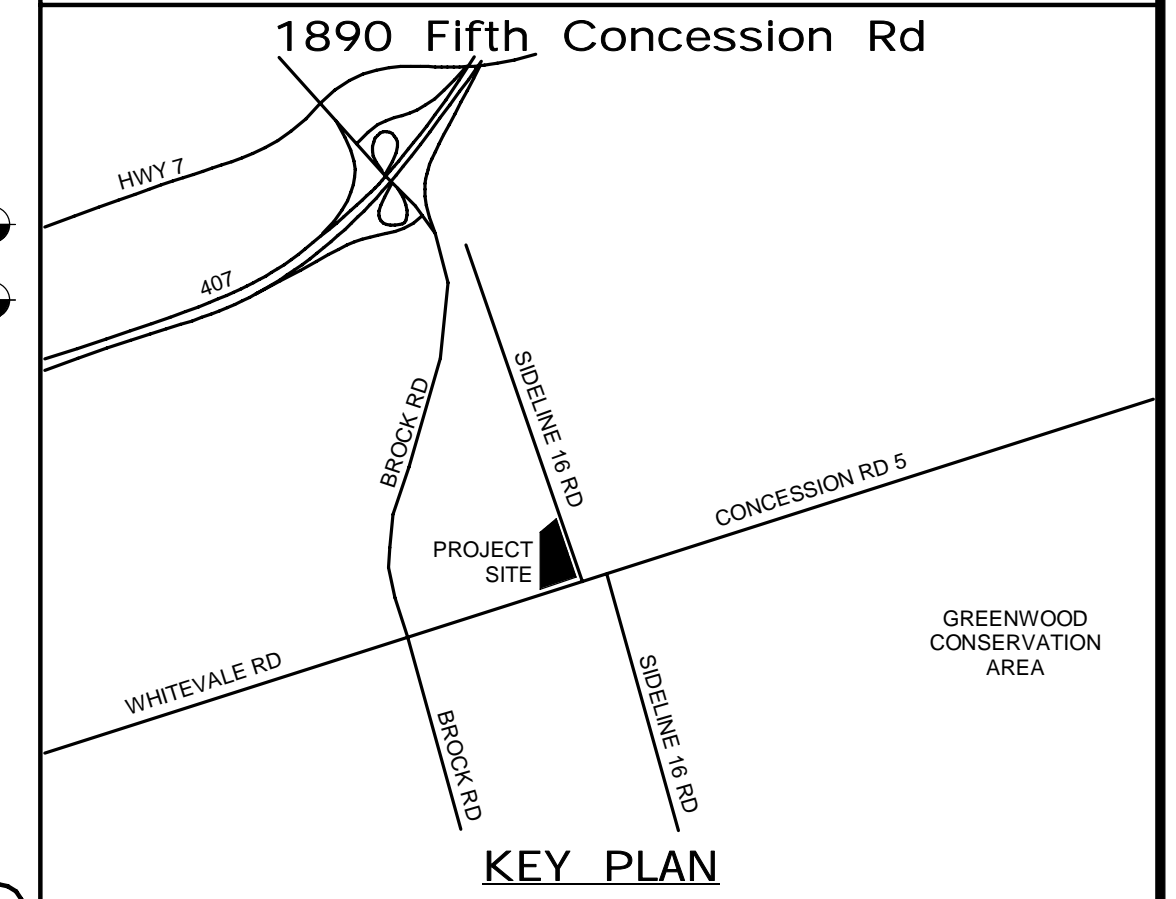 1890 Fifth Concession Rd
HWY 7
407
SIDELINE 16 RD
BROCK RD
CONCESSION RD 5
PROJECT
SITE
GREENWOOD
CONSERVATION
AREA
WHITEVALE RD
SIDELINE 16 RD
BROCK RD
KEY PLAN